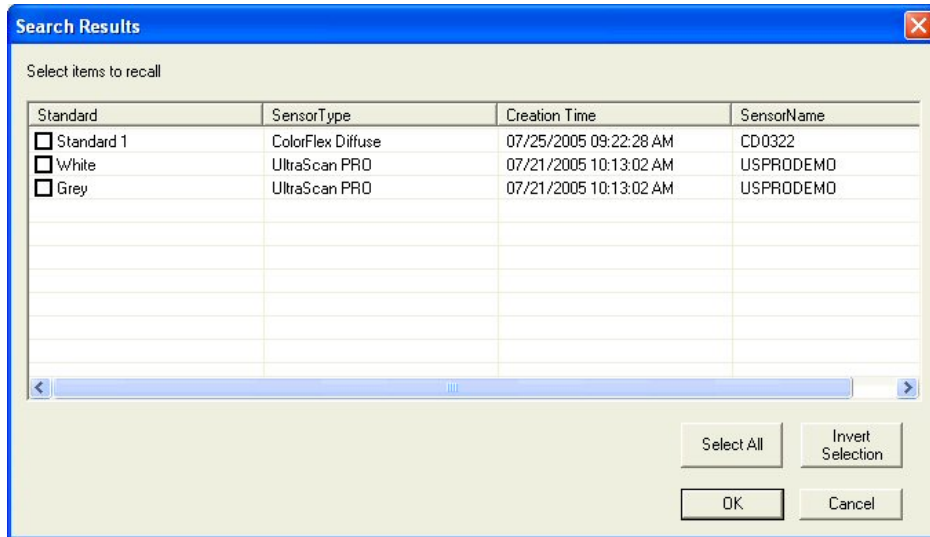 Search Results
Select items to recall
Standard SensorType Creation Time SensorName
Standard 1 ColorFlex Diffuse 07/25/2005 09:22:28 AM CD0322
White UltraScan PRO 07/21/2005 10:13:02 AM USPRODEMO
Grey UltraScan PRO 07/21/2005 10:13:02 AM USPRODEMO
Select All
Invert
Selection
OK Cancel